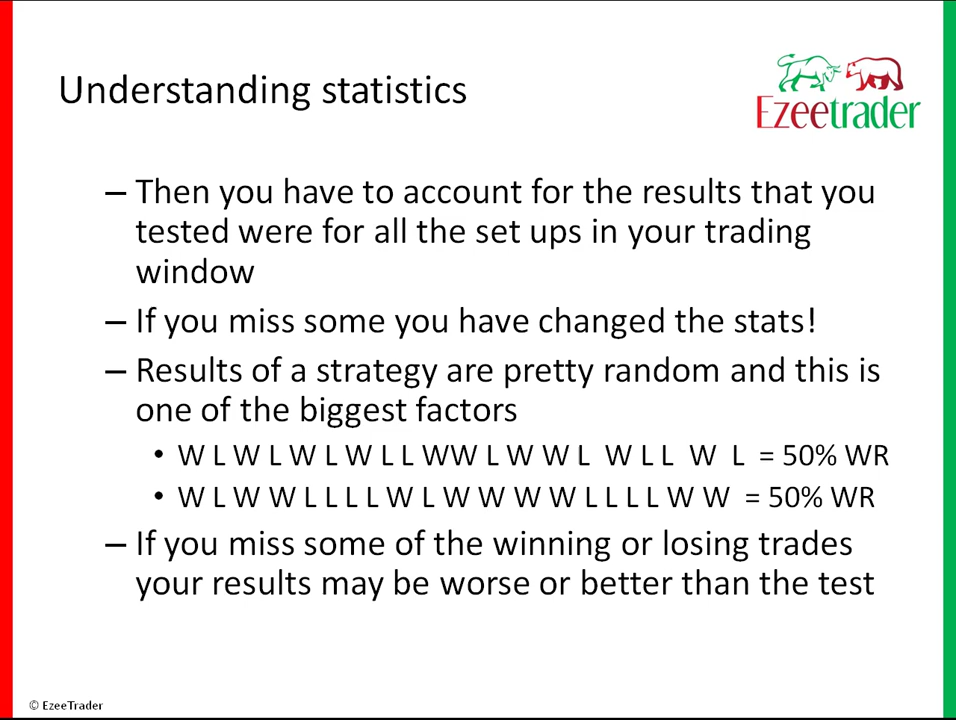 Understanding statistics
Ezeetrader
– Then you have to account for the results that you
tested were for all the set ups in your trading
window
– If you miss some you have changed the stats!
– Results of a strategy are pretty random and this is
one of the biggest factors
• W L W L W L W L L WW L W W L W L L W L = 50% WR
• W L W W L L L L W L W W W W L L L L W W = 50% WR
– If you miss some of the winning or losing trades
your results may be worse or better than the test
© EzeeTrader